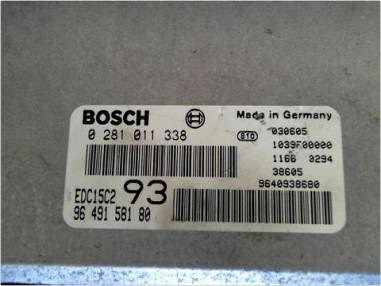 BOSCH
Made in Germany
0 281 011 338
610
030605
1039F00000
1166 0294
38605
9640938680
EDC15C2 93
96 491 581 80